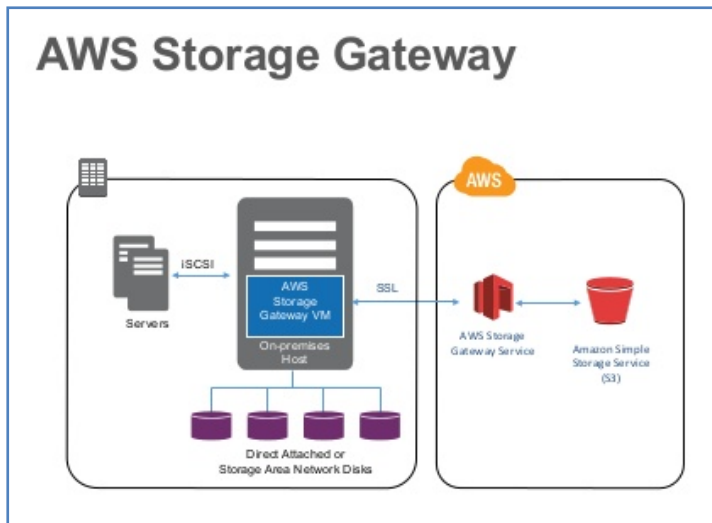 AWS Storage Gateway
AWS
iSCSI
Servers
AWS
Storage
Gateway VM
On-premises
Host
SSL
AWS Storage
Gateway Service
Amazon Simple
Storage Service
(S3)
Direct Attached or
Storage Area Network Disks